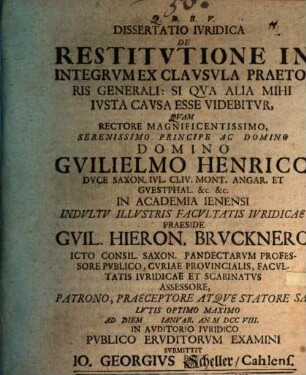 Q. D. B. V.
DISSERTATIO IVRIDICA
DE
RESTITVTIONE IN
INTEGRVM EX CLAVSVLA PRAETO-
RIS GENERALI: SI QVA ALIA MIHI
IVSTA CAVSA ESSE VIDEBITVR,
QVAM
RECTORE MAGNIFICENTISSIMO,
SERENISSIMO PRINCIPE AC DOMINO
DOMINO
GVILIELMO HENRICO
DVCE SAXON. IVL. CLIV. MONT. ANGAR. ET
GVESTPHAL. &c. &c.
IN ACADEMIA IENENSI
INDVLTV ILLVSTRIS FACVLTATIS IVRIDICAE
PRAESIDE
GVIL. HIERON. BRVCKNERO
ICTO CONSIL. SAXON. PANDECTARVM PROFES-
SORE PVBLICO, CVRIAE PROVINCIALIS, FACVL-
TATIS IVRIDICAE ET SCABINATVS
ASSESSORE,
PATRONO, PRAECEPTORE ATQVE STATORE SA-
LVTIS OPTIMO MAXIMO
AD DIEM IANVAR. AN. M DCC VIII.
IN AVDITORIO IVRIDICO
PVBLICO ERVDITORVM EXAMINI
SVBMITTIT
IO. GEORGIVS Scheller / Cahlens.